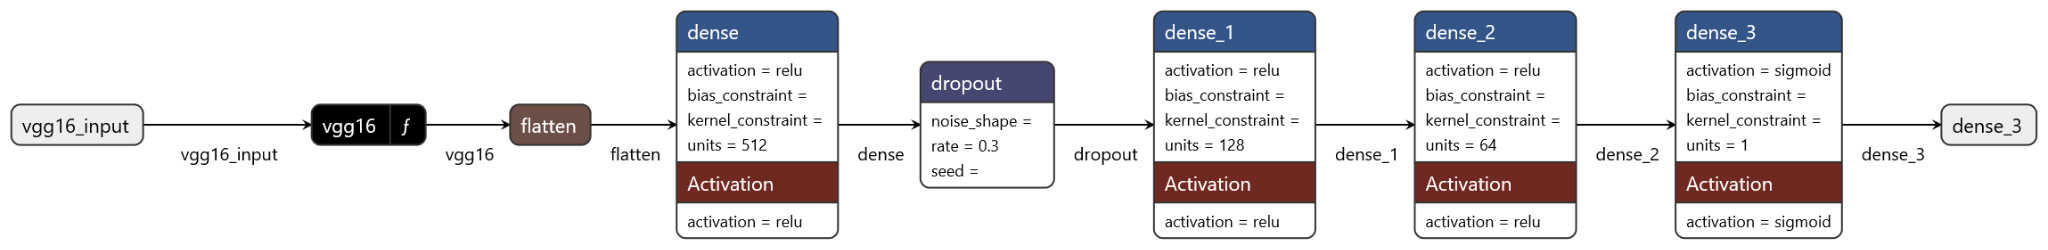 vgg16_input
vgg16_input
vgg16 ƒ
vgg16
flatten
flatten
dense
activation = relu
bias_constraint =
kernel_constraint =
units = 512
Activation
activation = relu
dense
dropout
noise_shape =
rate = 0.3
seed =
dropout
dense_1
activation = relu
bias_constraint =
kernel_constraint =
units = 128
Activation
activation = relu
dense_1
dense_2
activation = relu
bias_constraint =
kernel_constraint =
units = 64
Activation
activation = relu
dense_2
dense_3
activation = sigmoid
bias_constraint =
kernel_constraint =
units = 1
Activation
activation = sigmoid
dense_3
dense_3